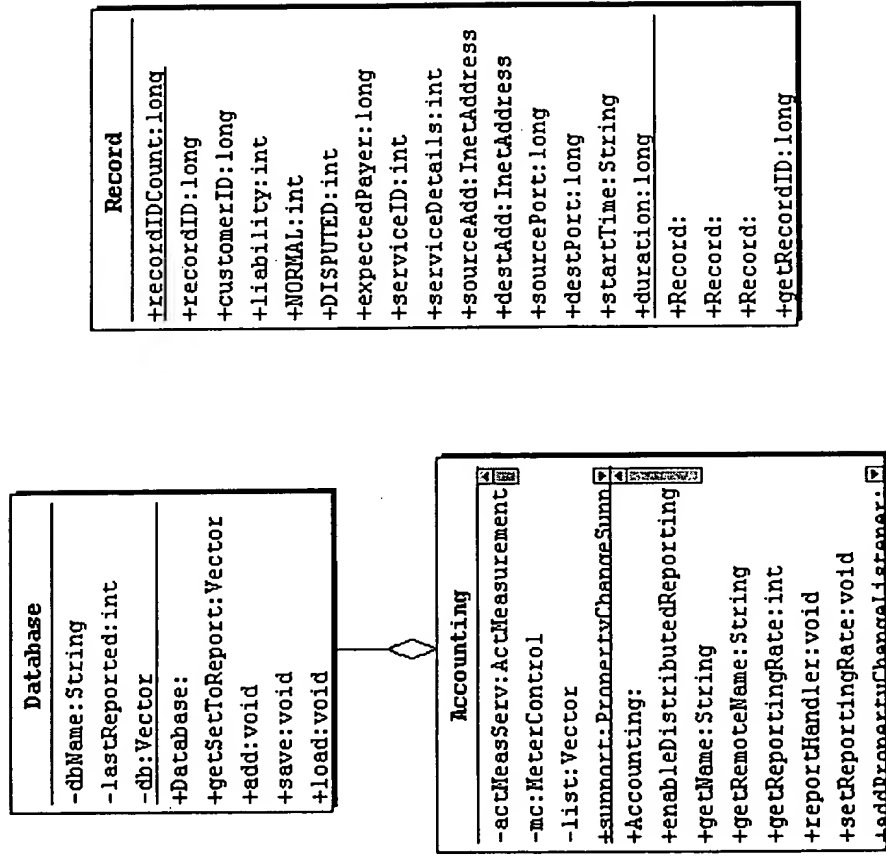 Database
-dbName:String
-lastReported:int
-db:Vector
+Database:
+getSetToReport:Vector
+add:void
+save:void
+load:void
Accounting
-actMeasServ:ActMeasurement
-mc:MeterControl
-list:Vector
+support:PropertyChangeSupp
+Accounting:
+enableDistributedReporting
+getName:String
+getRemoteName:String
+getReportingRate:int
+reportHandler:void
+setReportingRate:void
+addPropertyChangeListener:
Record
+recordIDCount:long
+recordID:long
+customerID:long
+liability:int
+NORMAL:int
+DISPUTED:int
+expectedPayer:long
+serviceID:int
+serviceDetails:int
+sourceAdd:InetAddress
+destAdd:InetAddress
+sourcePort:long
+destPort:long
+startTime:String
+duration:long
+Record:
+Record:
+Record:
+getRecordID:long